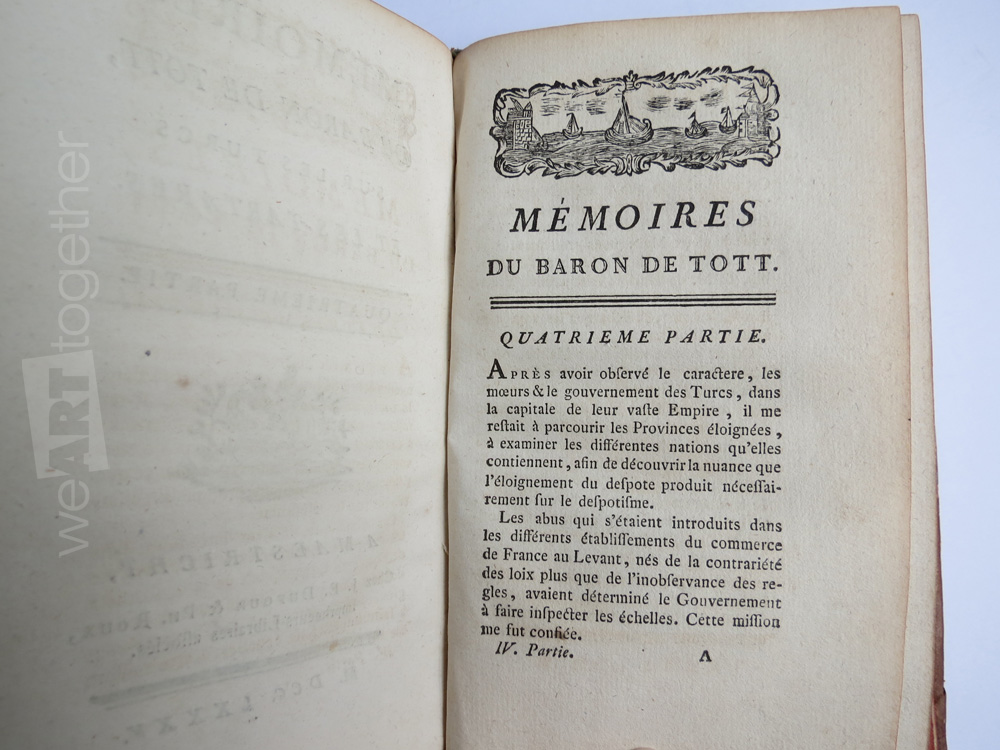 MÉMOIRES
DU BARON DE TOTT.
QUATRIEME PARTIE.
APRÈS avoir obſervé le caractere, les
mœurs & le gouvernement des Turcs, dans
la capitale de leur vaſte Empire, il me
reſtait à parcourir les Provinces éloignées,
à examiner les différentes nations qu'elles
contiennent, afin de découvrir la nuance que
l'éloignement du deſpote produit néceſſai-
rement ſur le deſpotiſme.
Les abus qui s'étaient introduits dans
les différents établiſſements du commerce
de France au Levant, nés de la contrariété
des loix plus que de l'inobſervance des re-
gles, avaient déterminé le Gouvernement
à faire inſpecter les échelles. Cette miſſion
me fut confiée.
IV. Partie. A
weARTtogether